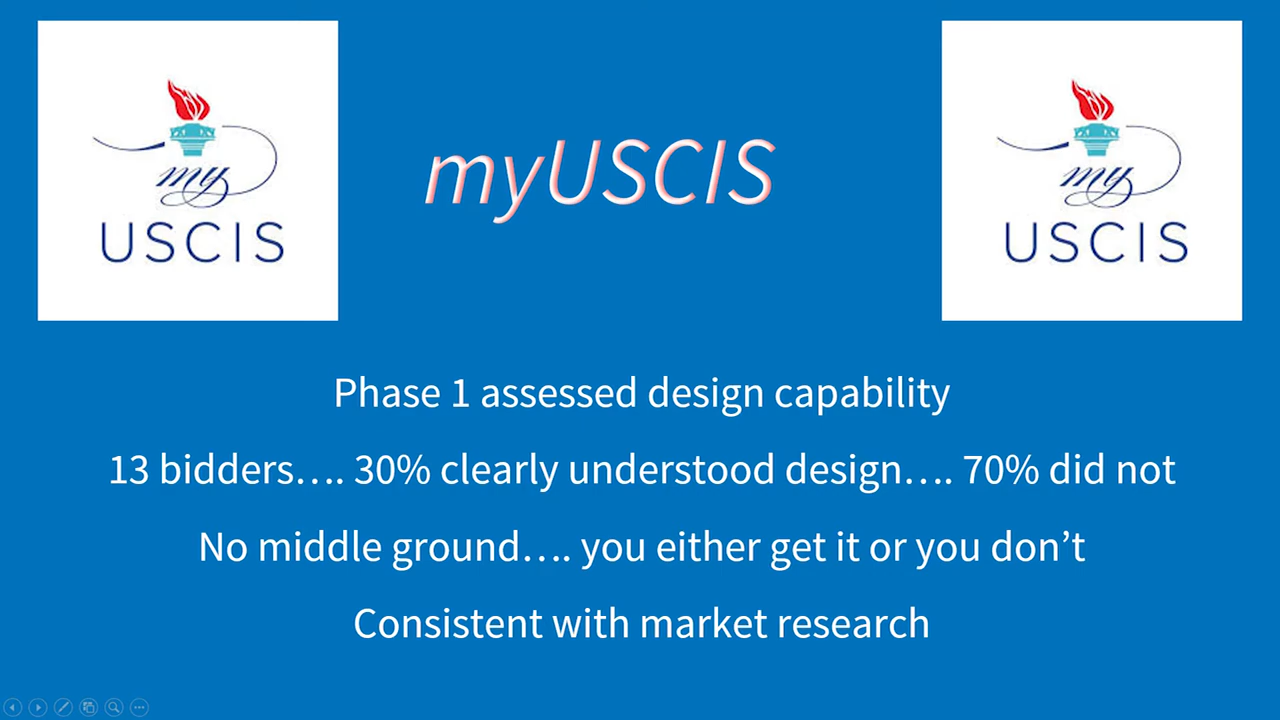 my
USCIS
myUSCIS
my
USCIS
Phase 1 assessed design capability
13 bidders.... 30% clearly understood design.... 70% did not
No middle ground.... you either get it or you don’t
Consistent with market research